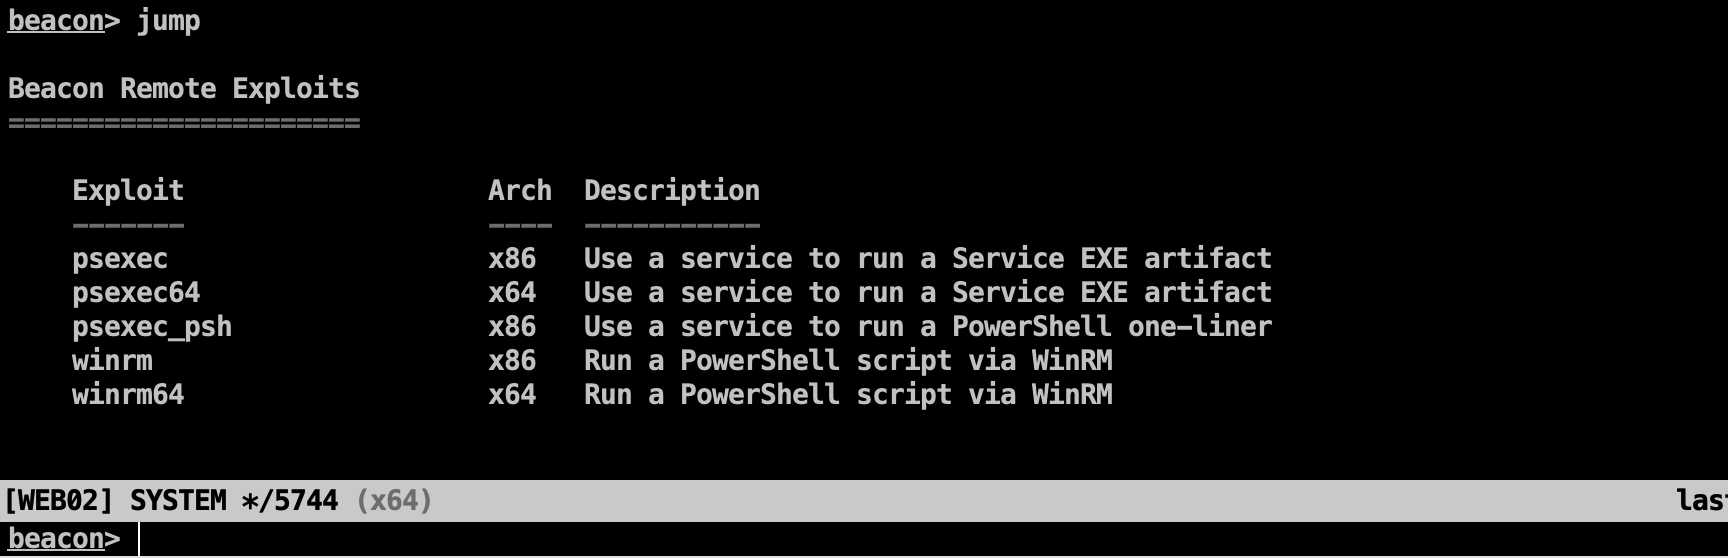 beacon> jump
Beacon Remote Exploits
======================
Exploit Arch Description
------- ---- -----------
psexec x86 Use a service to run a Service EXE artifact
psexec64 x64 Use a service to run a Service EXE artifact
psexec_psh x86 Use a service to run a PowerShell one-liner
winrm x86 Run a PowerShell script via WinRM
winrm64 x64 Run a PowerShell script via WinRM
[WEB02] SYSTEM */5744 (x64) las
beacon>